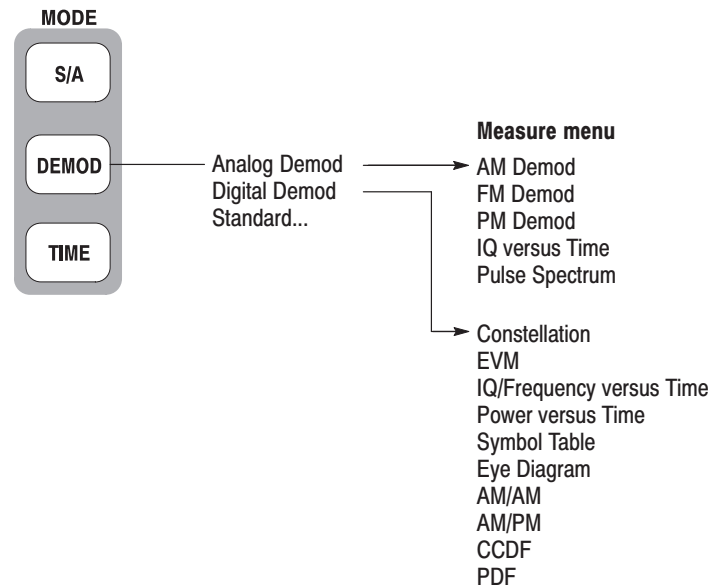 MODE
S/A
DEMOD
TIME
Analog Demod
Digital Demod
Standard...
Measure menu
AM Demod
FM Demod
PM Demod
IQ versus Time
Pulse Spectrum
Constellation
EVM
IQ/Frequency versus Time
Power versus Time
Symbol Table
Eye Diagram
AM/AM
AM/PM
CCDF
PDF